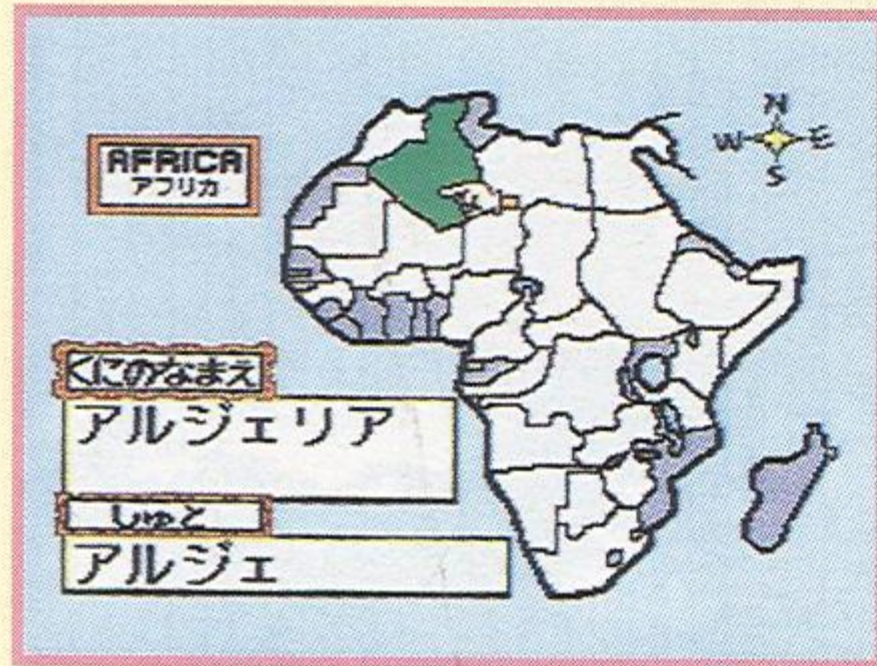 AFRICA
アフリカ
N
W E
S
くにのなまえ
アルジェリア
しゅと
アルジェ